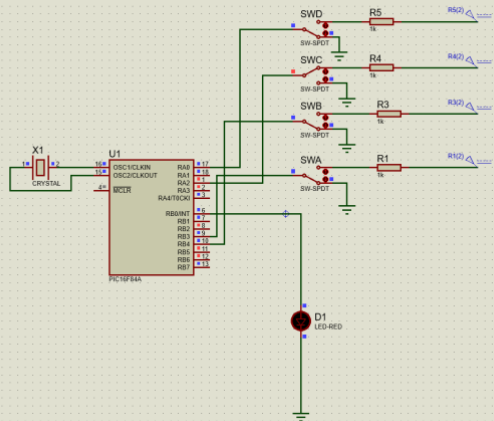 SWD
SW-SPDT
R5
1k
R5(2)
SWC
SW-SPDT
R4
1k
R4(2)
SWB
SW-SPDT
R3
1k
R3(2)
SWA
SW-SPDT
R1
1k
R1(2)
X1
1 2
CRYSTAL
U1
16 OSC1/CLKIN RA0 17
15 OSC2/CLKOUT RA1 18
RA2 1
4 MCLR RA3 2
RA4/T0CKI 3
RB0/INT 6
RB1 7
RB2 8
RB3 9
RB4 10
RB5 11
RB6 12
RB7 13
PIC16F84A
D1
LED-RED